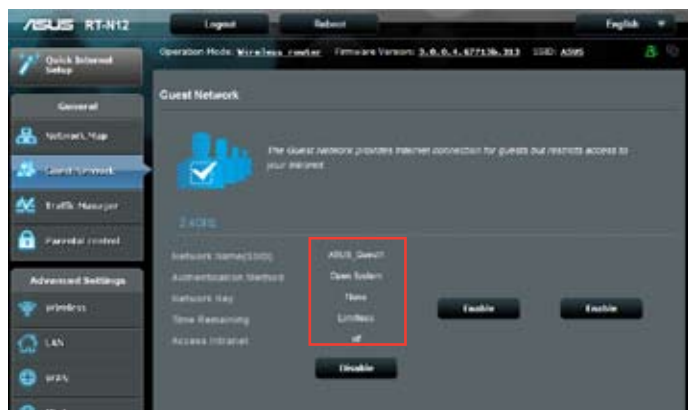 ASUS RT-N12 Logout Reboot English
Operation Mode: Wireless router Firmware Version: SSID: ASUS
Quick Internet Setup
General
Network Map
Guest Network
Traffic Manager
Parental control
Advanced Settings
Wireless
LAN
WAN
Guest Network
The Guest Network provides Internet connection for guests but restricts access to
your Intranet.
2.4GHz
Network Name(SSID) ASUS_Guest1
Authentication Method Open System
Network Key None
Time Remaining Limitless
Access Intranet off
Enable Enable
Disable